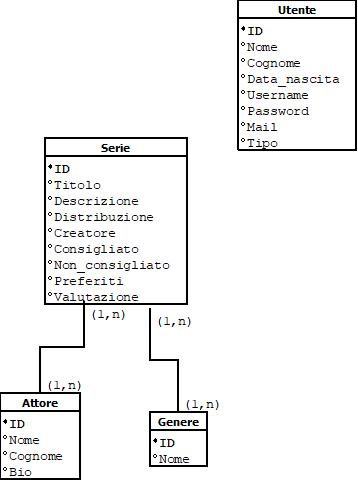 Utente
ID
Nome
Cognome
Data_nascita
Username
Password
Mail
Tipo
Serie
ID
Titolo
Descrizione
Distribuzione
Creatore
Consigliato
Non_consigliato
Preferiti
Valutazione
(1,n)
(1,n)
(1,n)
(1,n)
Attore
ID
Nome
Cognome
Bio
Genere
ID
Nome